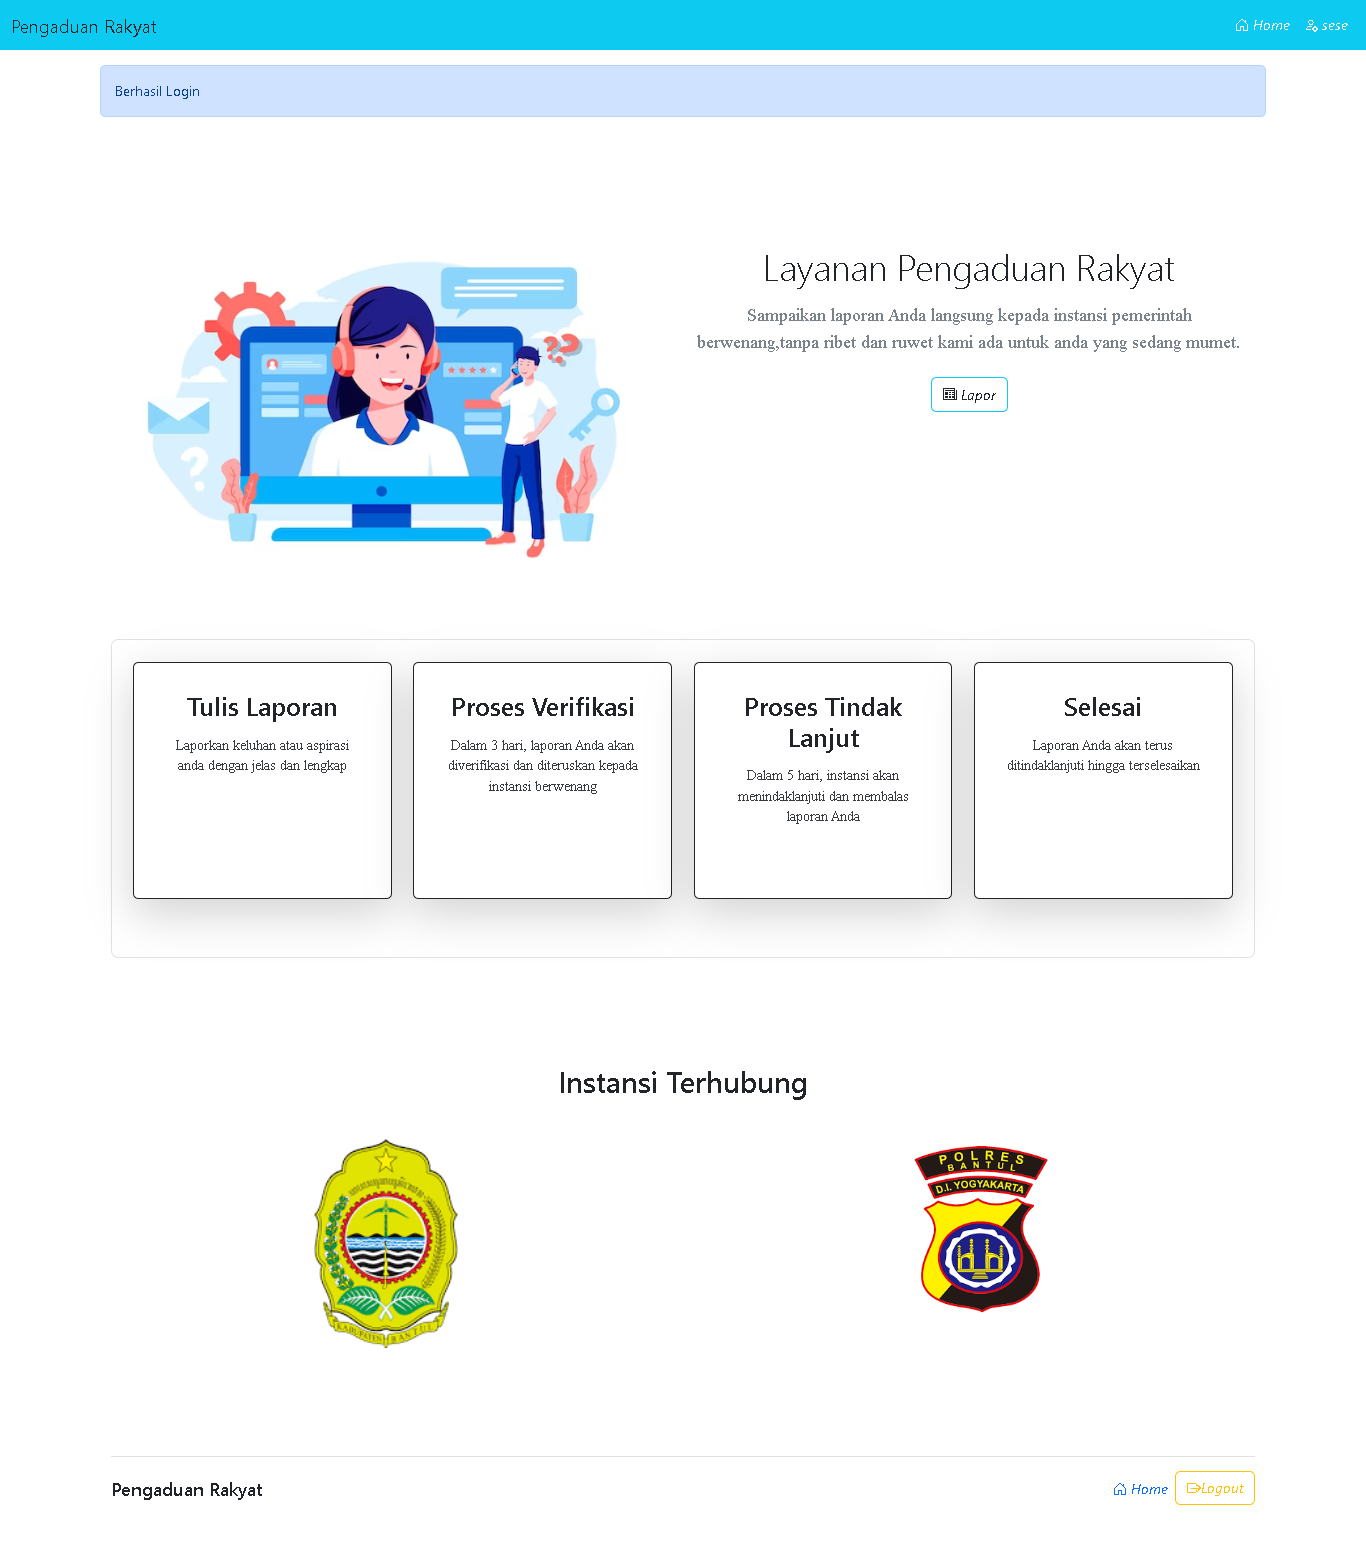 Pengaduan Rakyat
Home
sese
Berhasil Login
Layanan Pengaduan Rakyat
Sampaikan laporan Anda langsung kepada instansi pemerintah
berwenang,tanpa ribet dan ruwet kami ada untuk anda yang sedang mumet.
Lapor
Tulis Laporan
Laporkan keluhan atau aspirasi
anda dengan jelas dan lengkap
Proses Verifikasi
Dalam 3 hari, laporan Anda akan
diverifikasi dan diteruskan kepada
instansi berwenang
Proses Tindak
Lanjut
Dalam 5 hari, instansi akan
menindaklanjuti dan membalas
laporan Anda
Selesai
Laporan Anda akan terus
ditindaklanjuti hingga terselesaikan
Instansi Terhubung
KABUPATEN BANTUL
POLRES
BANTUL
D.I. YOGYAKARTA
Pengaduan Rakyat
Home
Logout